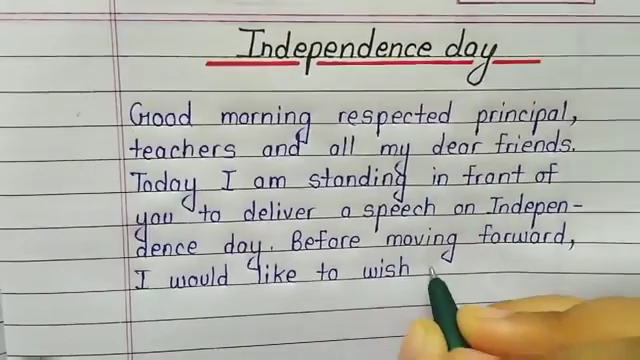 Independence day
Good morning respected principal,
teachers and all my dear friends.
Today I am standing in front of
you to deliver a speech on Indepen-
dence day. Before moving forward,
I would like to wish